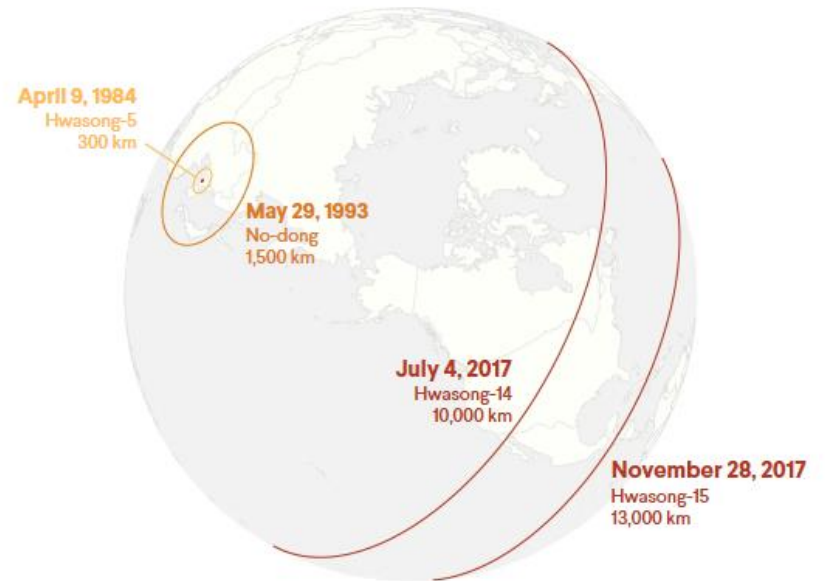 April 9, 1984
Hwasong-5
300 km
May 29, 1993
No-dong
1,500 km
July 4, 2017
Hwasong-14
10,000 km
November 28, 2017
Hwasong-15
13,000 km